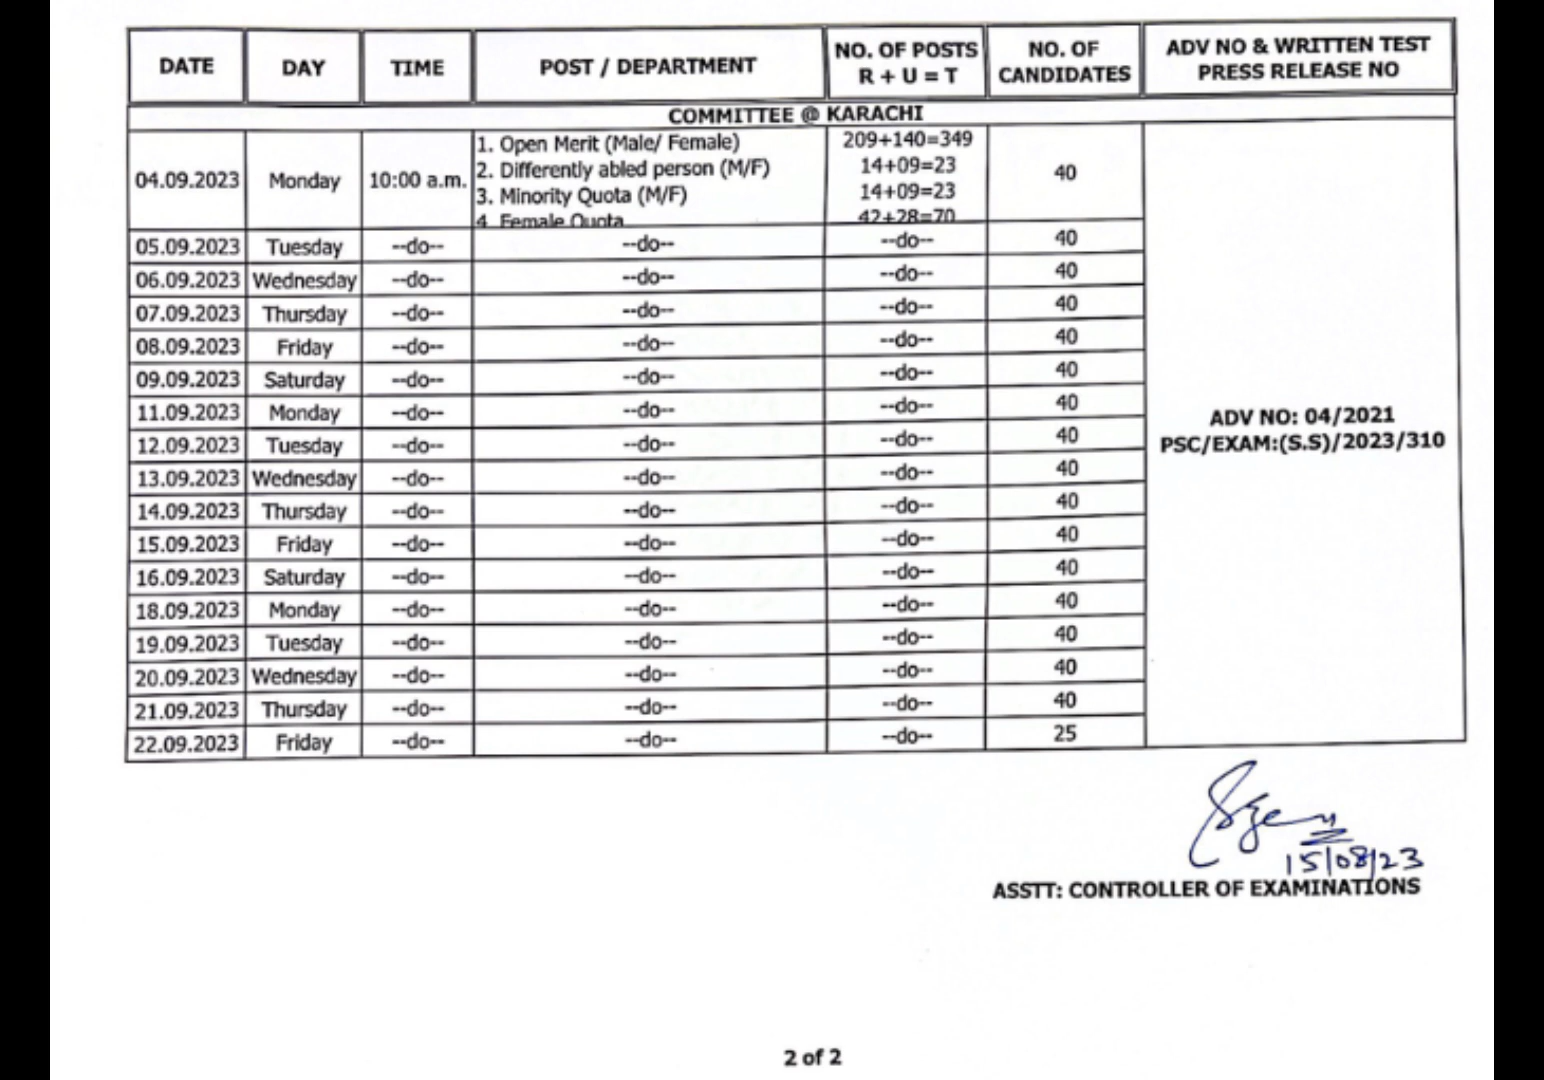 DATE DAY TIME POST / DEPARTMENT NO. OF POSTS R + U = T NO. OF CANDIDATES ADV NO & WRITTEN TEST PRESS RELEASE NO
COMMITTEE @ KARACHI
04.09.2023 Monday 10:00 a.m. 1. Open Merit (Male/ Female) 209+140=349 40
2. Differently abled person (M/F) 14+09=23
3. Minority Quota (M/F) 14+09=23
4. Female Quota 42+28=70
05.09.2023 Tuesday --do-- --do-- --do-- 40
06.09.2023 Wednesday --do-- --do-- --do-- 40
07.09.2023 Thursday --do-- --do-- --do-- 40
08.09.2023 Friday --do-- --do-- --do-- 40
09.09.2023 Saturday --do-- --do-- --do-- 40
11.09.2023 Monday --do-- --do-- --do-- 40
12.09.2023 Tuesday --do-- --do-- --do-- 40
13.09.2023 Wednesday --do-- --do-- --do-- 40
14.09.2023 Thursday --do-- --do-- --do-- 40
15.09.2023 Friday --do-- --do-- --do-- 40
16.09.2023 Saturday --do-- --do-- --do-- 40
18.09.2023 Monday --do-- --do-- --do-- 40
19.09.2023 Tuesday --do-- --do-- --do-- 40
20.09.2023 Wednesday --do-- --do-- --do-- 40
21.09.2023 Thursday --do-- --do-- --do-- 40
22.09.2023 Friday --do-- --do-- --do-- 25
ADV NO: 04/2021
PSC/EXAM:(S.S)/2023/310
15/08/23
ASSTT: CONTROLLER OF EXAMINATIONS
2 of 2